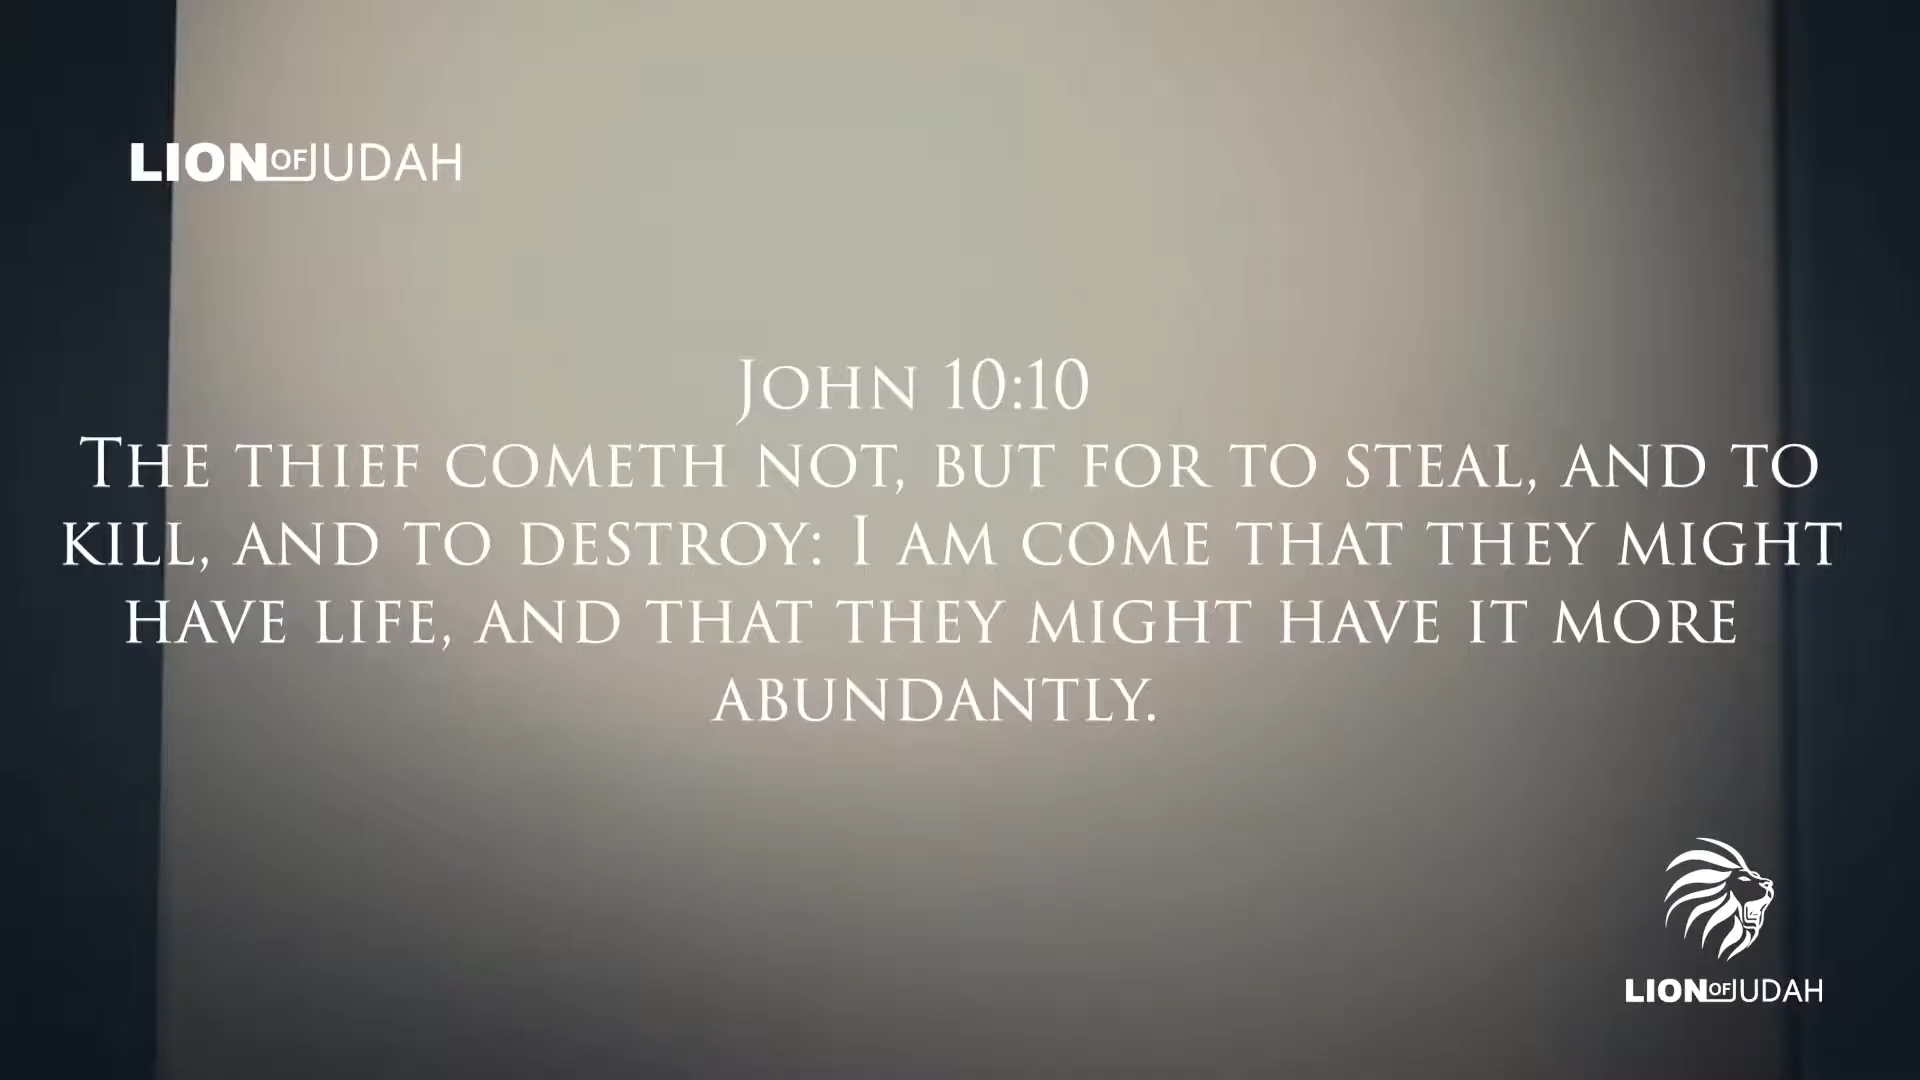 LION OF JUDAH
John 10:10
The thief cometh not, but for to steal, and to
kill, and to destroy: I am come that they might
have life, and that they might have it more
abundantly.
LION OF JUDAH